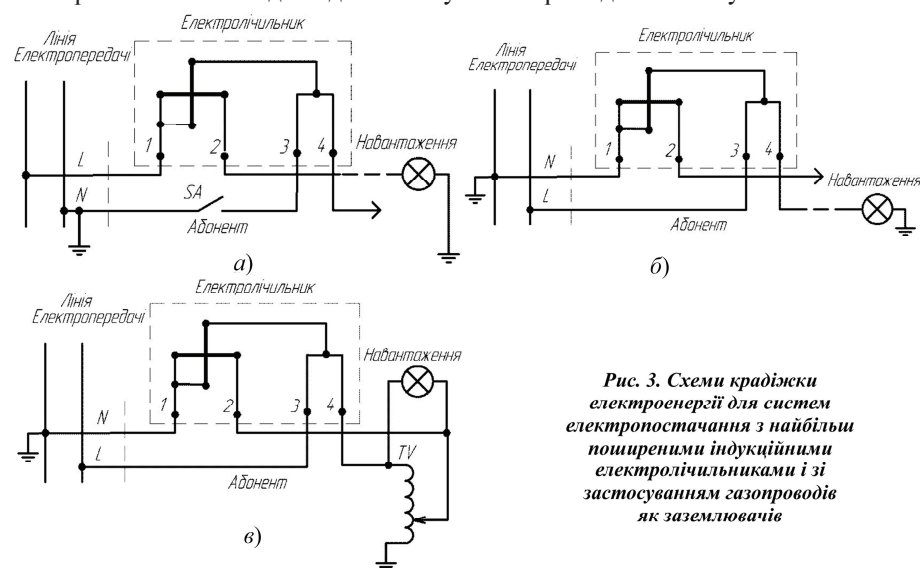 Електролічильник
Лінія
Електропередачі
L
N
1
2
3
4
SA
Абонент
Навантаження
а)
Електролічильник
Лінія
Електропередачі
N
L
1
2
3
4
Абонент
Навантаження
б)
Електролічильник
Лінія
Електропередачі
N
L
1
2
3
4
Абонент
Навантаження
TV
в)
Рис. 3. Схеми крадіжки
електроенергії для систем
електропостачання з найбільш
поширеними індукційними
електролічильниками і зі
застосуванням газопроводів
як заземлювачів